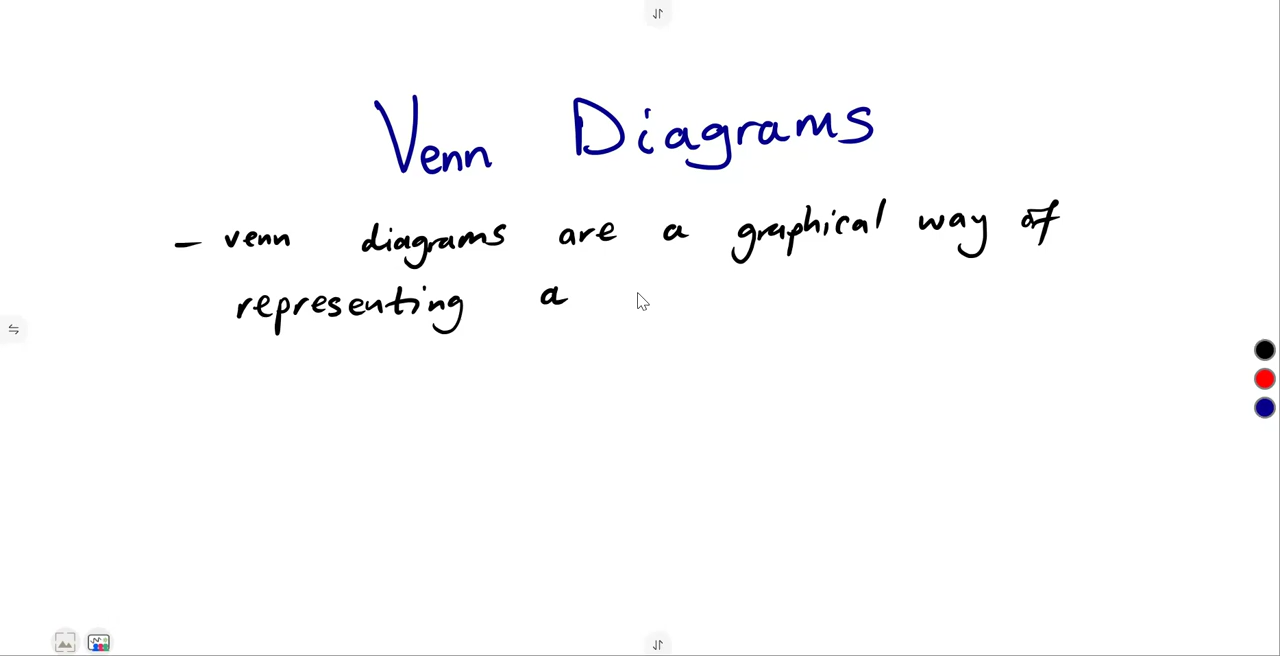 Venn Diagrams
- venn diagrams are a graphical way of
representing a